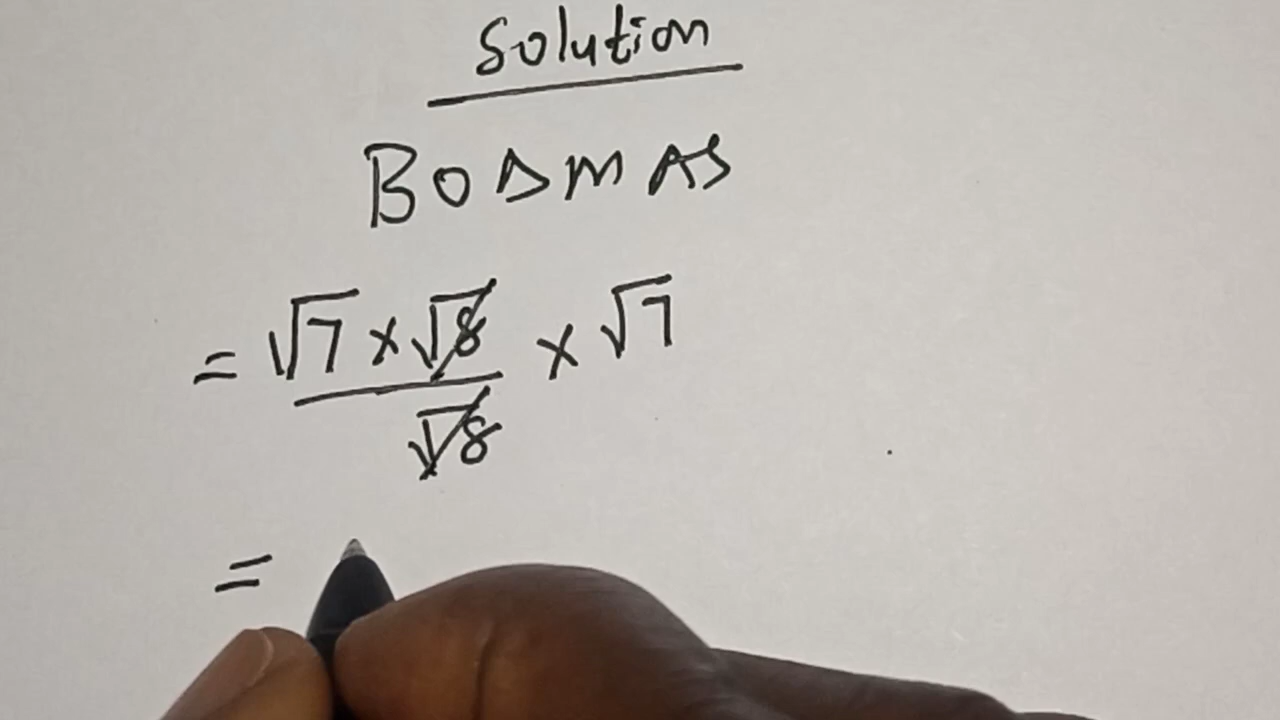 Solution
BODMAS
= √7 × √8 / √8 × √7
=